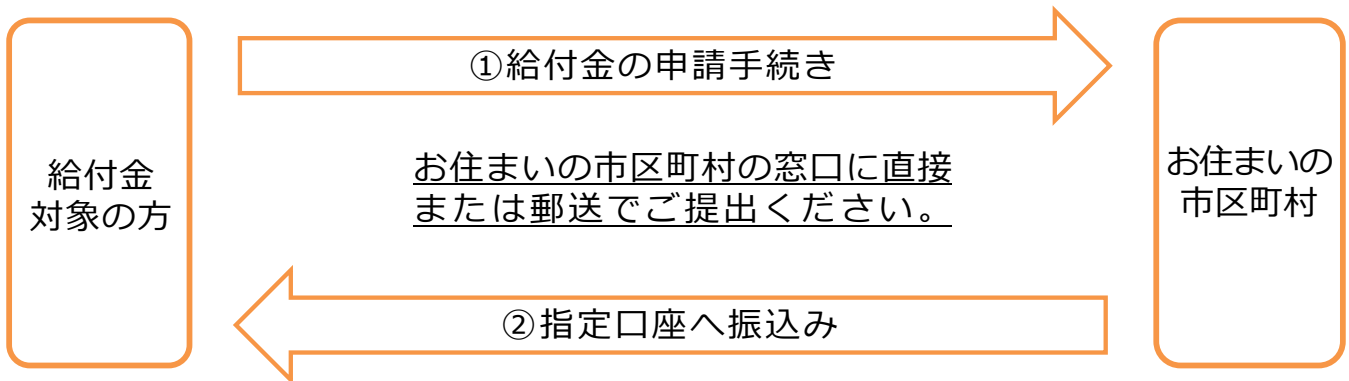 ①給付金の申請手続き
給付金
対象の方
お住まいの市区町村の窓口に直接
または郵送でご提出ください。
お住まいの
市区町村
②指定口座へ振込み